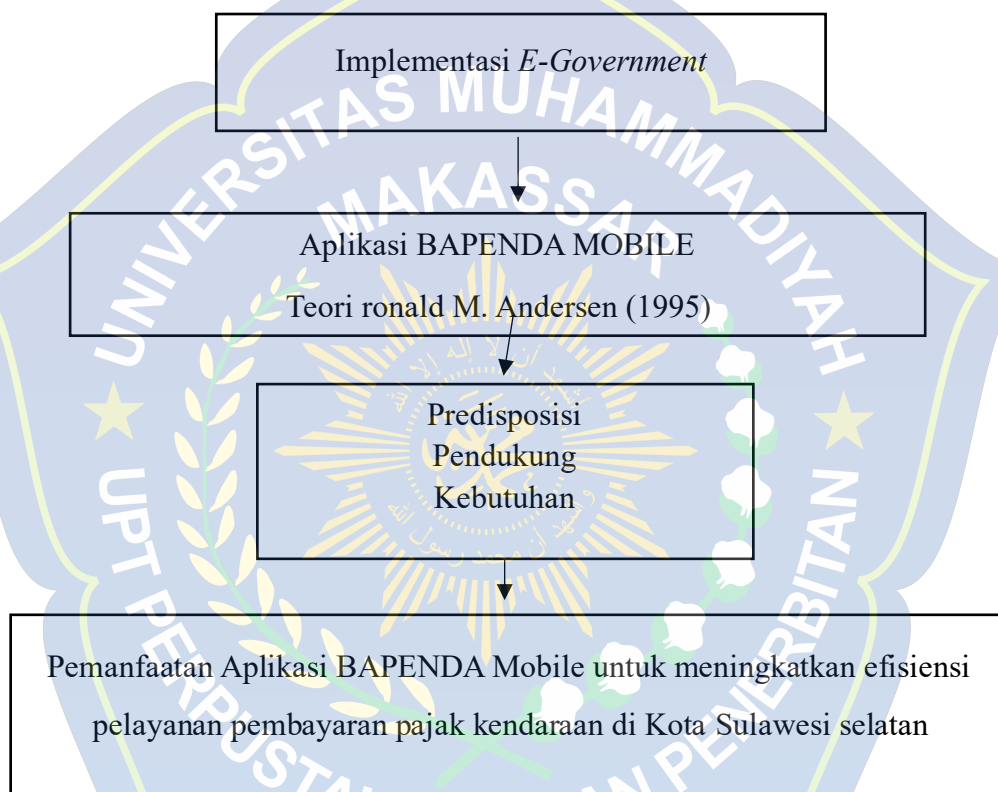 Implementasi E-Government
UNIVERSITAS MUHAMMADIYAH
MAKASSAR
Aplikasi BAPENDA MOBILE
Teori ronald M. Andersen (1995)
Predisposisi
Pendukung
Kebutuhan
Pemanfaatan Aplikasi BAPENDA Mobile untuk meningkatkan efisiensi
pelayanan pembayaran pajak kendaraan di Kota Sulawesi selatan